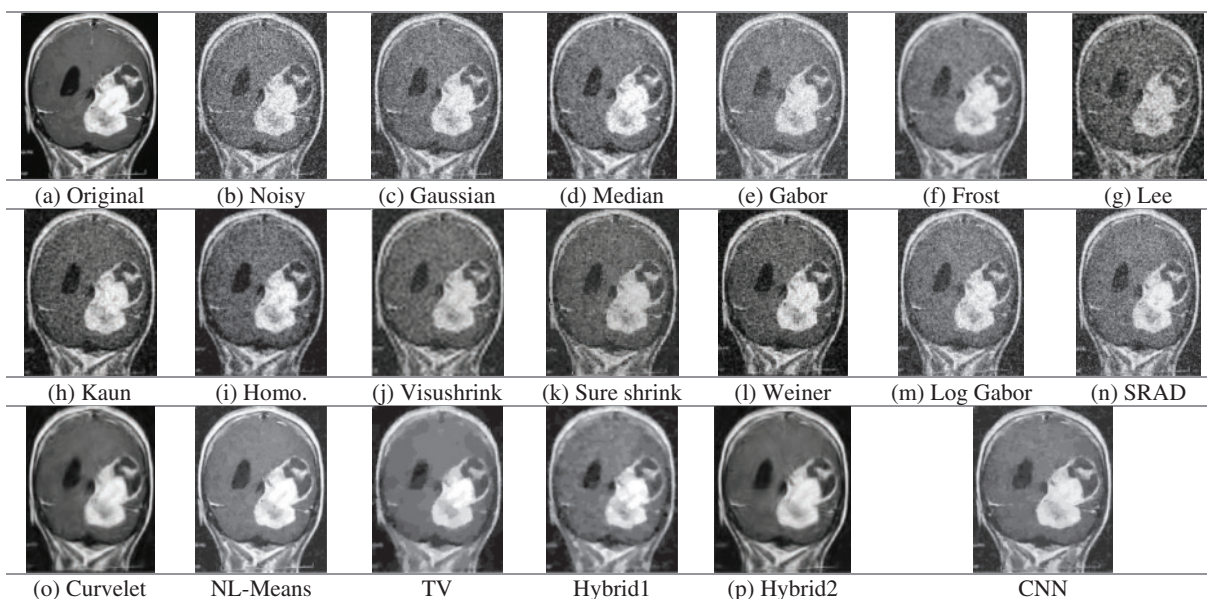 (a) Original (b) Noisy (c) Gaussian (d) Median (e) Gabor (f) Frost (g) Lee
(h) Kaun (i) Homo. (j) Visushrink (k) Sure shrink (l) Weiner (m) Log Gabor (n) SRAD
(o) Curvelet NL-Means TV Hybrid1 (p) Hybrid2 CNN